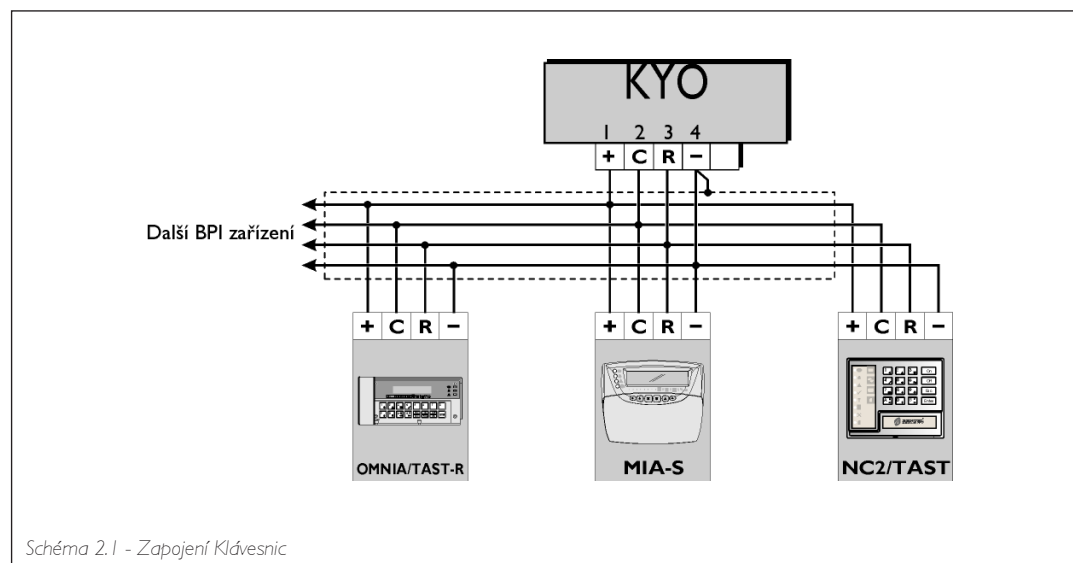 KYO
1 2 3 4
+ C R −
Další BPI zařízení
+ C R −
+ C R −
+ C R −
OMNIA/TAST-R
MIA-S
NC2/TAST
Schéma 2.1 - Zapojení Klávesnic